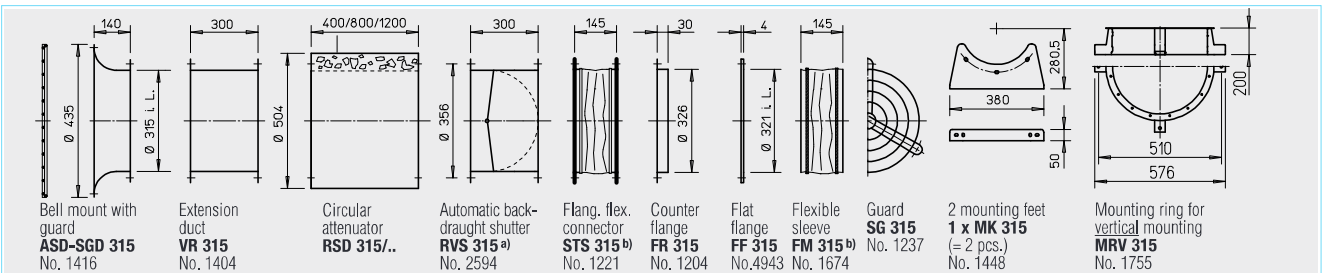 140
300
400/800/1200
300
145
30
4
145
Ø 435
Ø 315 i L.
Ø 504
Ø 356
Ø 326
Ø 321 i L.
380
280.5
50
200
510
576
Bell mount with
guard
ASD-SGD 315
No. 1416
Extension
duct
VR 315
No. 1404
Circular
attenuator
RSD 315/..
Automatic back-
draught shutter
RVS 315 a)
No. 2594
Flang. flex.
connector
STS 315 b)
No. 1221
Counter
flange
FR 315
No. 1204
Flat
flange
FF 315
No.4943
Flexible
sleeve
FM 315 b)
No. 1674
Guard
SG 315
No. 1237
2 mounting feet
1 x MK 315
(= 2 pcs.)
No. 1448
Mounting ring for
vertical mounting
MRV 315
No. 1755